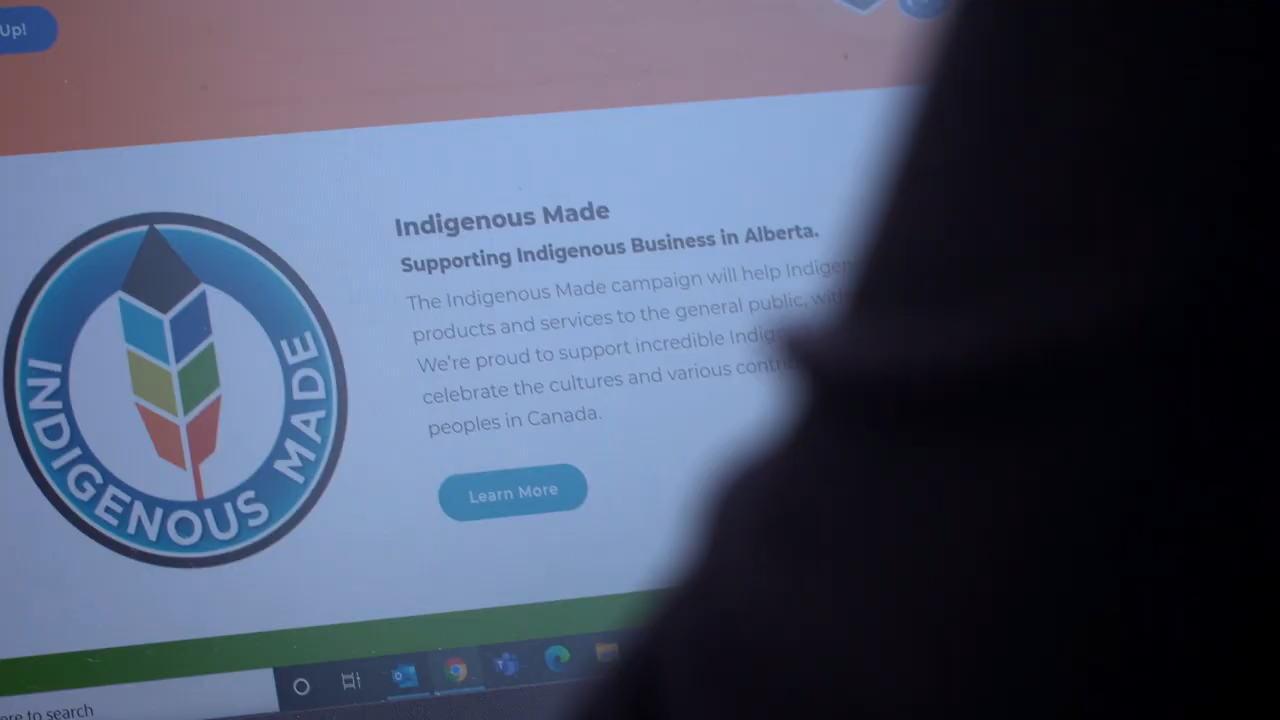 Up!
INDIGENOUS MADE
Indigenous Made
Supporting Indigenous Business in Alberta.
The Indigenous Made campaign will help
products and services to the general public,
We're proud to support incredible
celebrate the cultures and various
peoples in Canada.
Learn More
to search